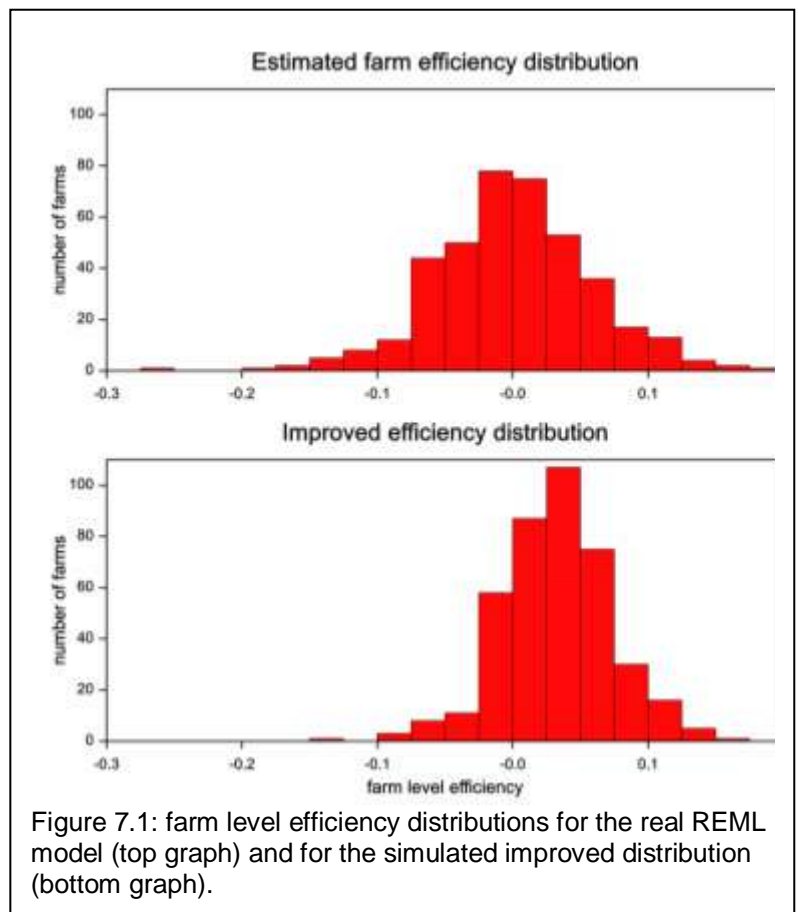 Estimated farm efficiency distribution
number of farms
100
80
60
40
20
0
-0.3
-0.2
-0.1
-0.0
0.1
Improved efficiency distribution
number of farms
100
80
60
40
20
0
-0.3
-0.2
-0.1
-0.0
0.1
farm level efficiency
Figure 7.1: farm level efficiency distributions for the real REML
model (top graph) and for the simulated improved distribution
(bottom graph).